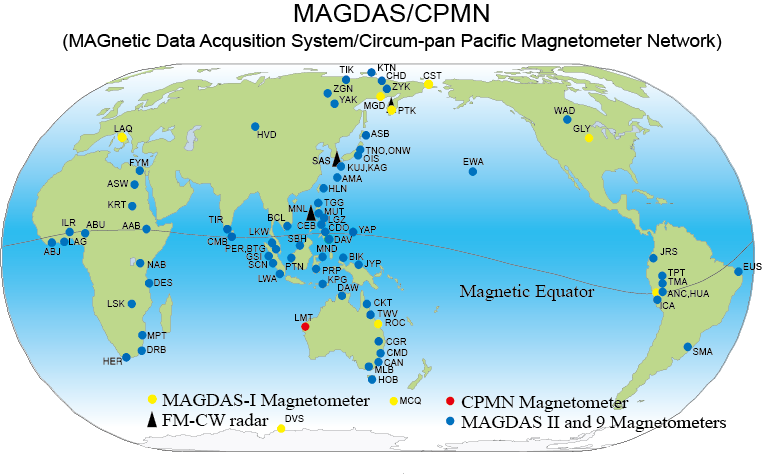 MAGDAS/CPMN
(MAGnetic Data Acqusition System/Circum-pan Pacific Magnetometer Network)
TIK
KTN
CHD
CST
ZGN
ZYK
YAK
MGD
PTK
WAD
LAQ
HVD
ASB
GLY
TNO,ONW
OIS
SAS
KUJ,KAG
EWA
FYM
AMA
ASW
HLN
KRT
TGG
MNL
MUT
TIR
BCL
LGZ
ILR
ABU
AAB
LKW
CEB
CDO
YAP
CMB
SBH
DAV
ABJ
LAG
PER,BTG
MND
JRS
GSI
PTN
BIK
NAB
SCN
JYP
EUS
PRP
TPT
DES
LWA
KPG
TMA
DAW
Magnetic Equator
ANC,HUA
LSK
CKT
ICA
LMT
TWV
ROC
MPT
CGR
DRB
CMD
SMA
HER
CAN
MLB
HOB
MAGDAS-I Magnetometer
MCQ
CPMN Magnetometer
FM-CW radar
DVS
MAGDAS II and 9 Magnetometers